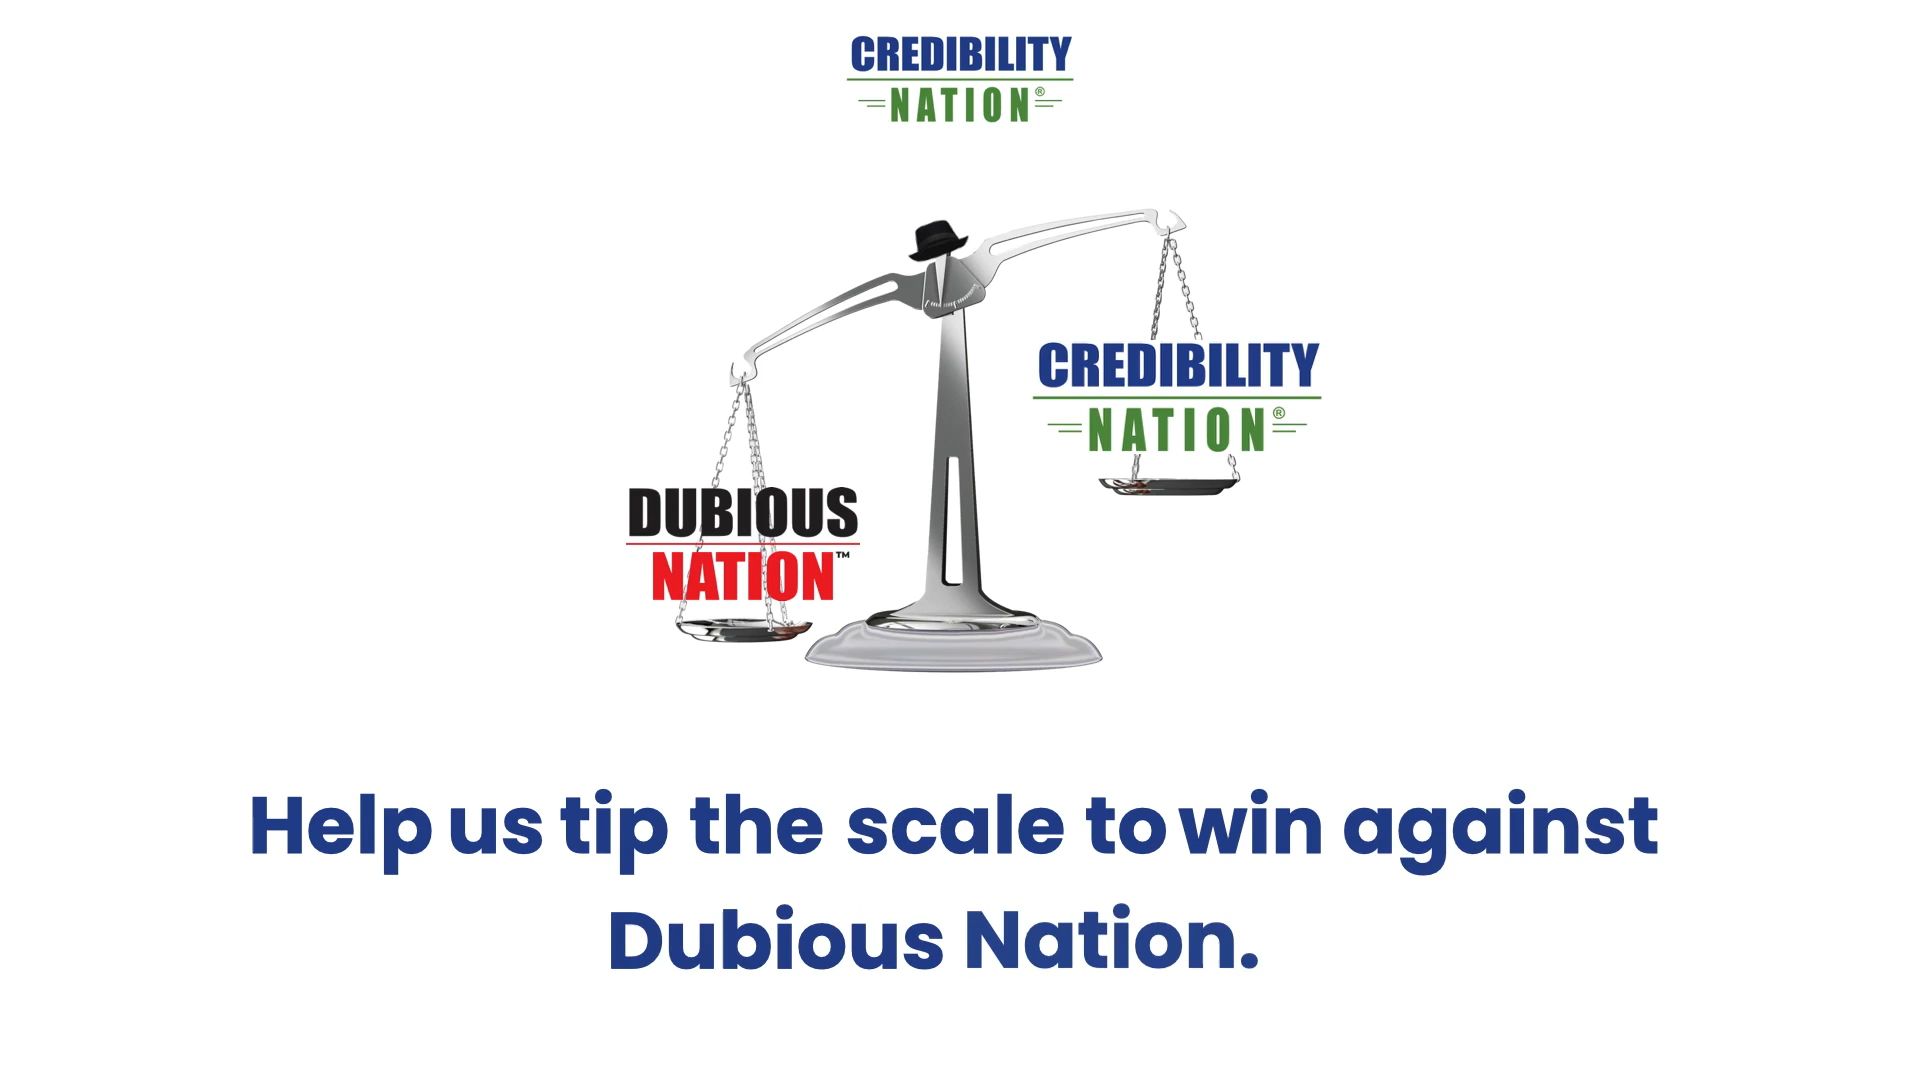 CREDIBILITY
NATION®
CREDIBILITY
NATION®
DUBIOUS
NATION™
Help us tip the scale to win against
Dubious Nation.